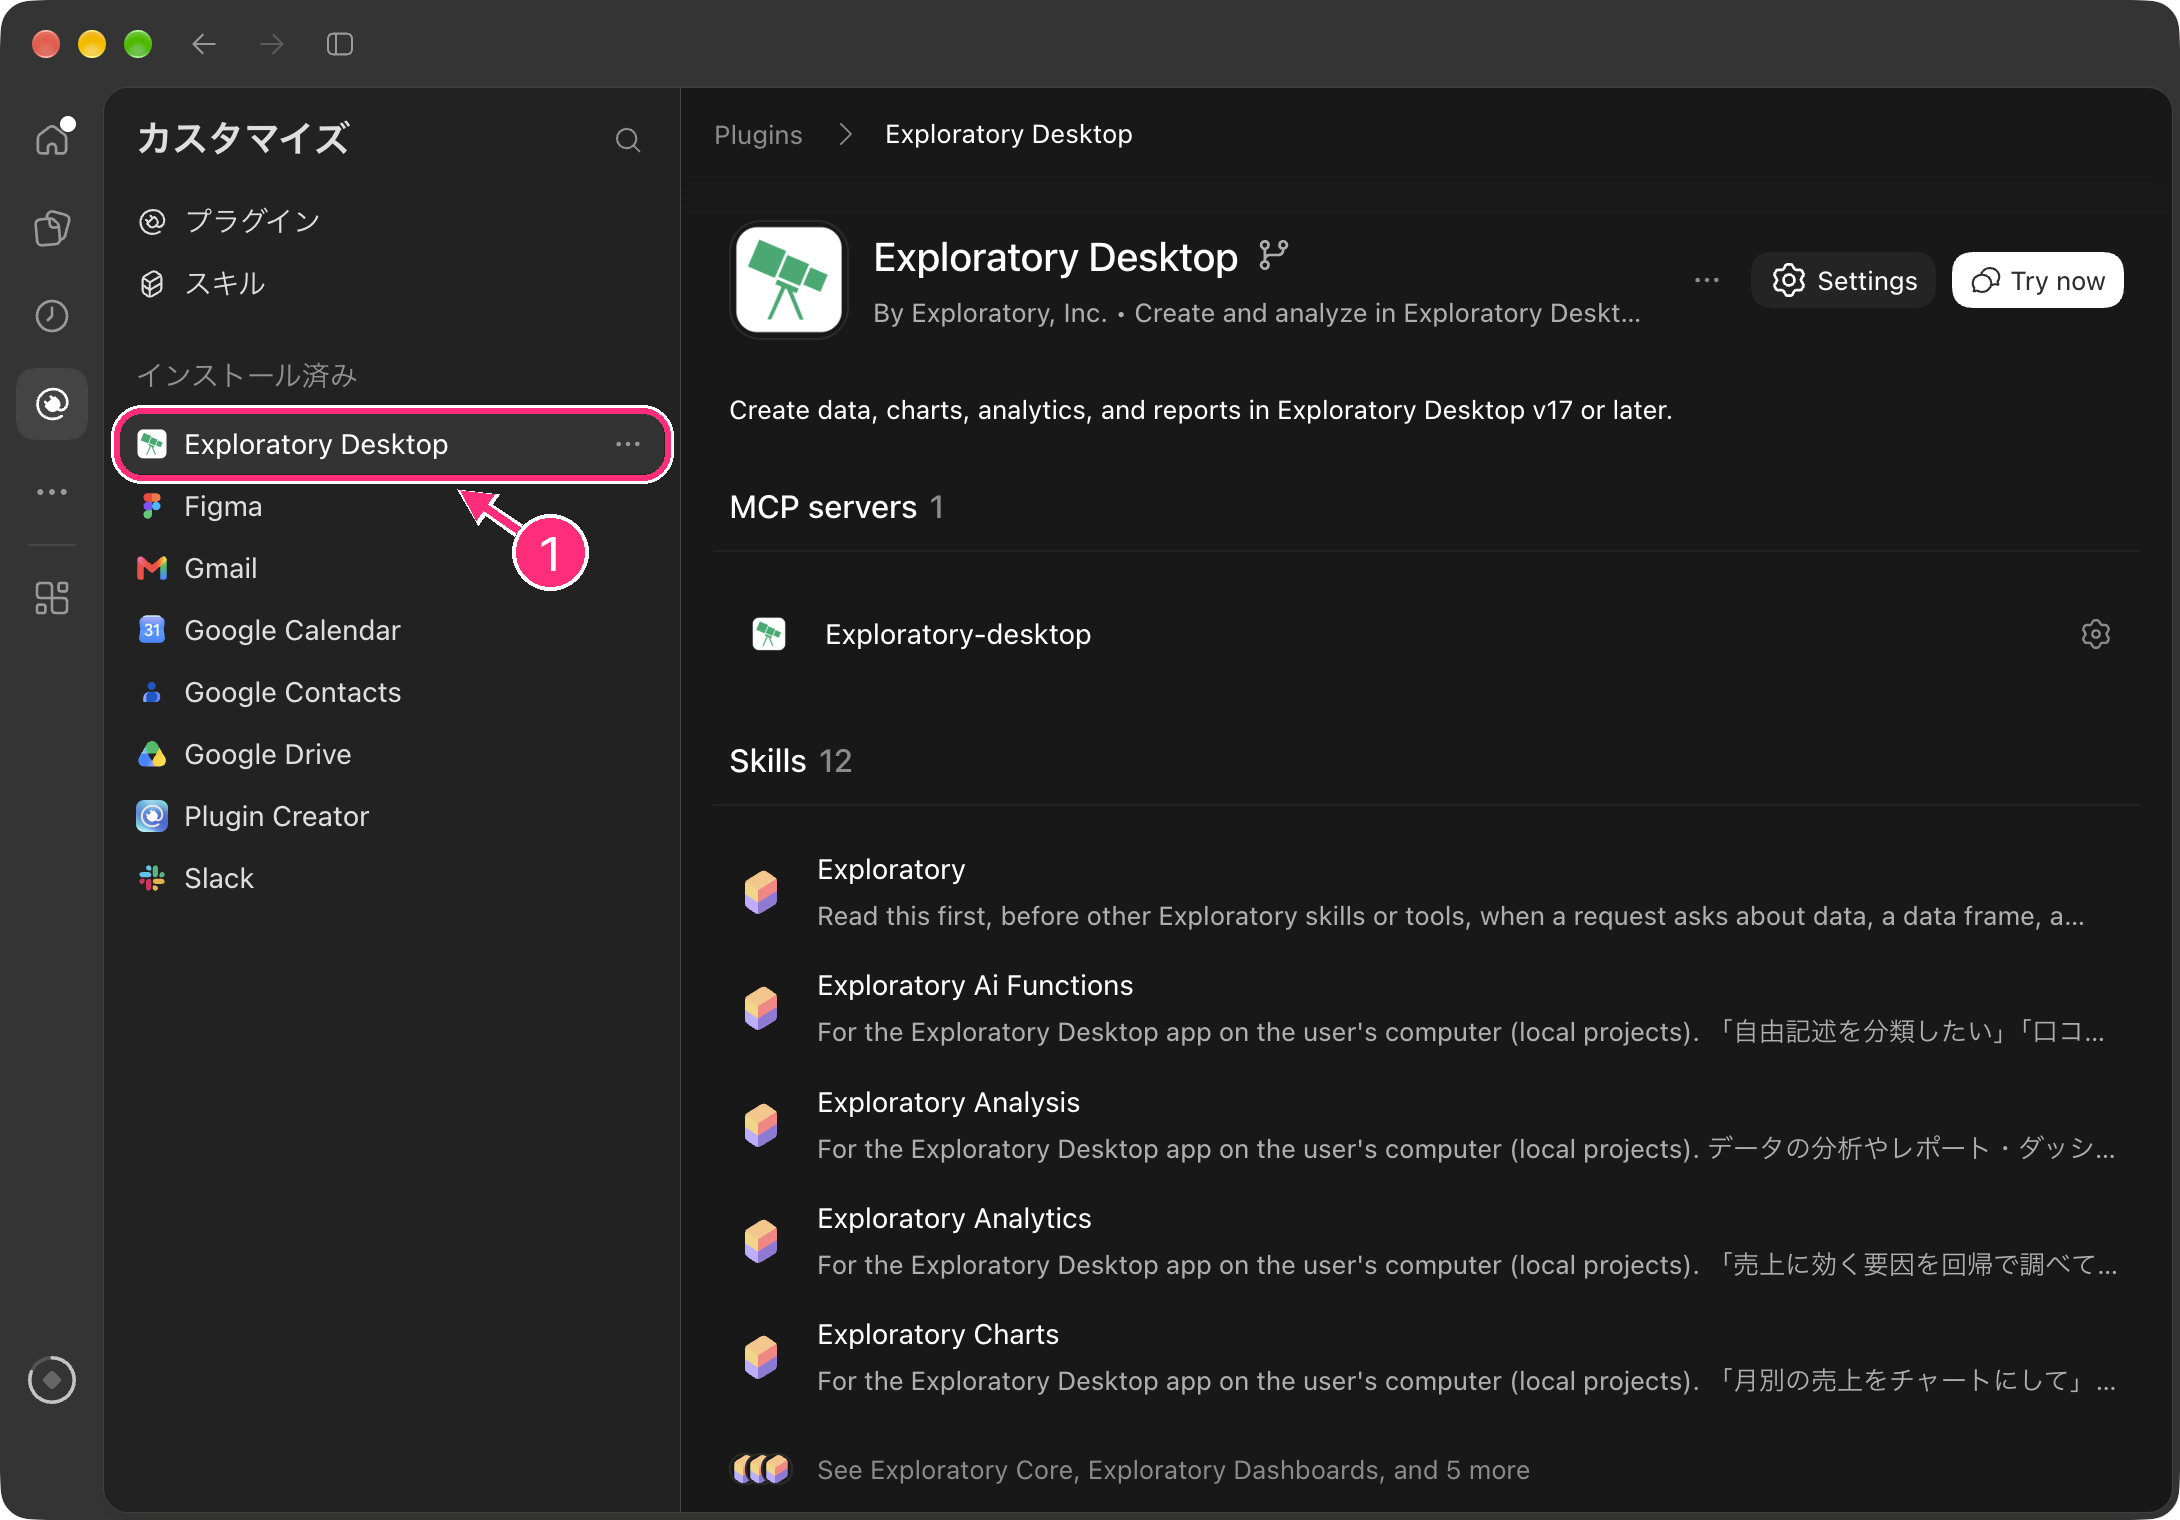 カスタマイズ
プラグイン
スキル
インストール済み
Exploratory Desktop
1
Figma
Gmail
31
Google Calendar
Google Contacts
Google Drive
Plugin Creator
Slack
Plugins
Exploratory Desktop
Exploratory Desktop
By Exploratory, Inc. • Create and analyze in Exploratory Deskt...
Settings
Try now
Create data, charts, analytics, and reports in Exploratory Desktop v17 or later.
MCP servers 1
Exploratory-desktop
Skills 12
Exploratory
Read this first, before other Exploratory skills or tools, when a request asks about data, a data frame, a...
Exploratory Ai Functions
For the Exploratory Desktop app on the user's computer (local projects). 「自由記述を分類したい」「口コ...
Exploratory Analysis
For the Exploratory Desktop app on the user's computer (local projects). データの分析やレポート・ダッシ...
Exploratory Analytics
For the Exploratory Desktop app on the user's computer (local projects). 「売上に効く要因を回帰で調べて...
Exploratory Charts
For the Exploratory Desktop app on the user's computer (local projects). 「月別の売上をチャートにして」...
See Exploratory Core, Exploratory Dashboards, and 5 more